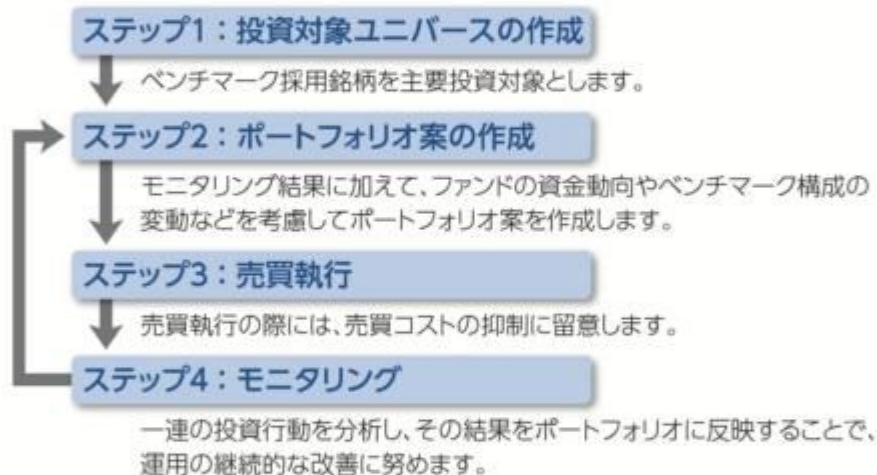 ステップ1：投資対象ユニバースの作成
ベンチマーク採用銘柄を主要投資対象とします。
ステップ2：ポートフォリオ案の作成
モニタリング結果に加えて、ファンドの資金動向やベンチマーク構成の
変動などを考慮してポートフォリオ案を作成します。
ステップ3：売買執行
売買執行の際には、売買コストの抑制に留意します。
ステップ4：モニタリング
一連の投資行動を分析し、その結果をポートフォリオに反映することで、
運用の継続的な改善に努めます。